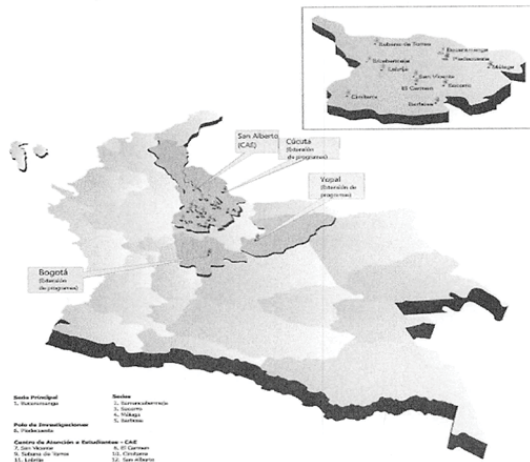 Sabana de Torres
Bucaramanga
Piedecuesta
Málaga
Lebrija
San Vicente
El Carmen
Socorro
Cimitarra
Barbosa
San Alberto
(CAE)
Cúcuta
(Extensión
de programas)
Yopal
(Extensión de
programas)
Bogotá
(Extensión
de programas)
Sede Principal
1. Bucaramanga
Sedes
2. Barrancabermeja
3. Socorro
4. Málaga
5. Barbosa
Polo de Investigaciones
6. Piedecuesta
Centro de Atención a Estudiantes - CAE
7. San Vicente
8. El Carmen
9. Sabana de Torres
10. Cimitarra
11. Lebrija
12. San Alberto